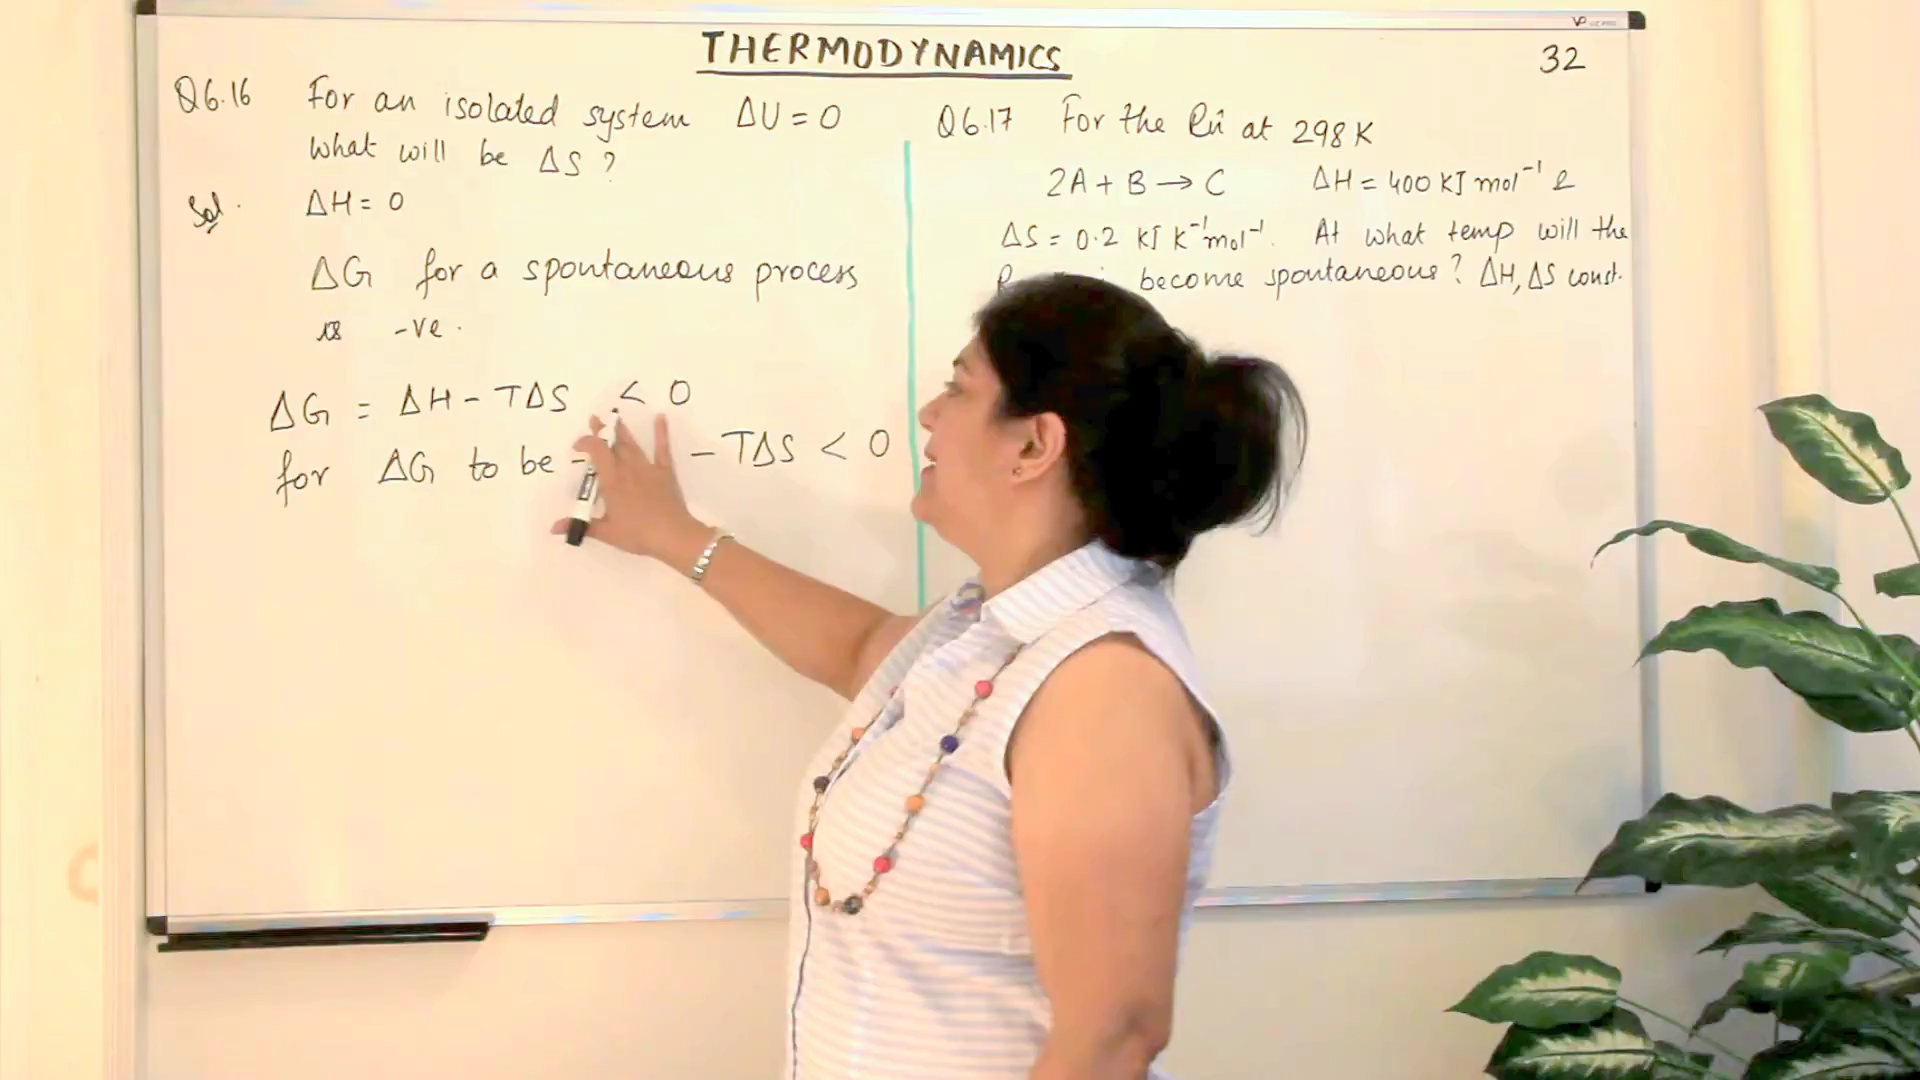 THERMODYNAMICS
32
Q6.16 For an isolated system ΔU = 0
What will be ΔS ?
Sol. ΔH = 0
ΔG for a spontaneous process
is -ve.
ΔG = ΔH - TΔS < 0
for ΔG to be - - TΔS < 0
Q6.17 For the Rn at 298 K
2A + B → C ΔH = 400 KJ mol⁻¹ &
ΔS = 0.2 KJ K⁻¹ mol⁻¹. At what temp will the
become spontaneous? ΔH, ΔS const.